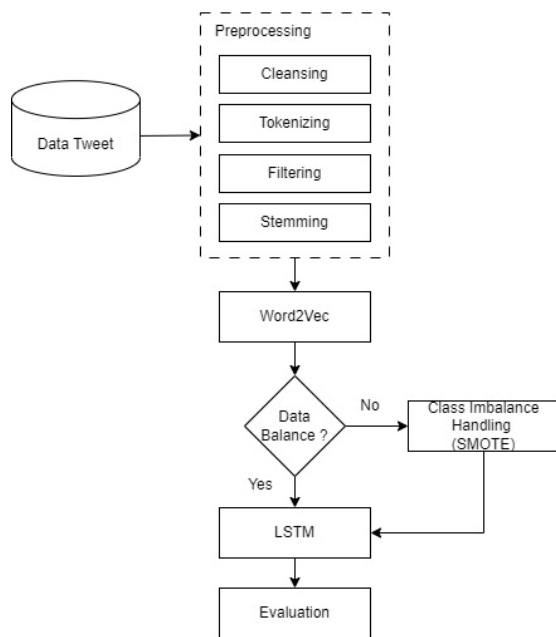 Preprocessing
Cleansing
Data Tweet
Tokenizing
Filtering
Stemming
Word2Vec
Data
Balance ?
No
Class Imbalance
Handling
(SMOTE)
Yes
LSTM
Evaluation